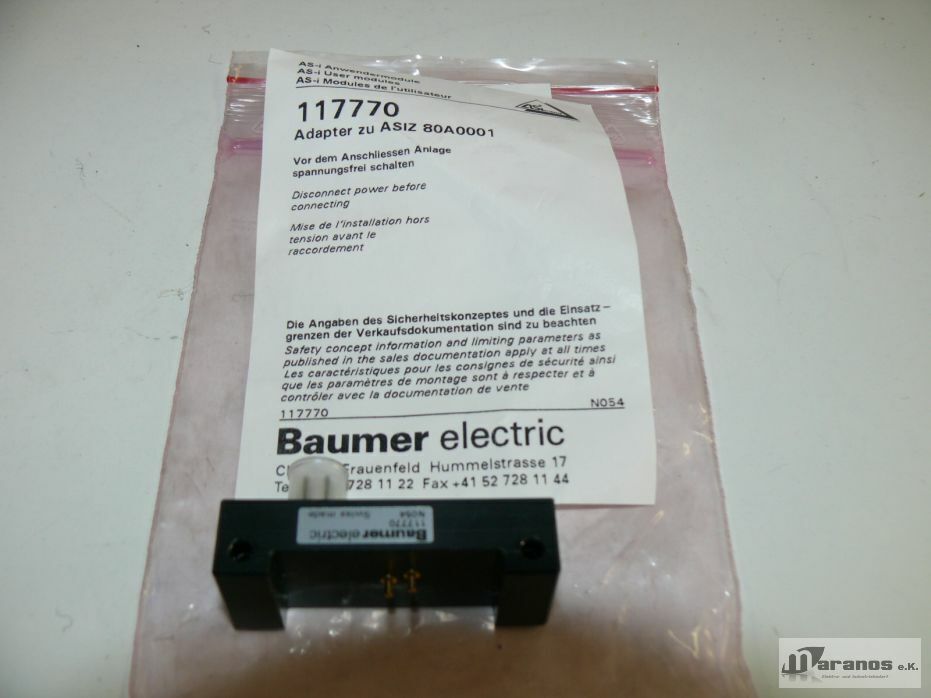 AS-i Anwendermodule
AS-i User modules
AS-i Modules de l'utilisateur
117770
Adapter zu ASIZ 80A0001
Vor dem Anschliessen Anlage
spannungsfrei schalten
Disconnect power before
connecting
Mise de l'installation hors
tension avant le
raccordement
Die Angaben des Sicherheitskonzeptes und die Einsatz-
grenzen der Verkaufsdokumentation sind zu beachten
Safety concept information and limiting parameters as
published in the sales documentation apply at all times
Les caractéristiques pour les consignes de sécurité ainsi
que les paramètres de montage sont à respecter et à
contrôler avec la documentation de vente
117770 N054
Baumer electric
Frauenfeld Hummelstrasse 17
728 11 22 Fax +41 52 728 11 44
Baumer electric
117770
N054 Swiss made
maranos e.K.
Elektro- und Industriebedarf